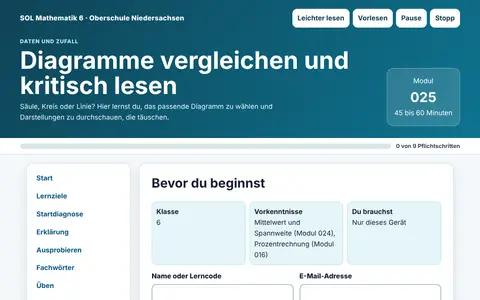 SOL Mathematik 6 · Oberschule Niedersachsen
Leichter lesen
Vorlesen
Pause
Stopp
DATEN UND ZUFALL
Diagramme vergleichen und
kritisch lesen
Säule, Kreis oder Linie? Hier lernst du, das passende Diagramm zu wählen und
Darstellungen zu durchschauen, die täuschen.
Modul
025
45 bis 60 Minuten
0 von 9 Pflichtschritten
Start
Lernziele
Startdiagnose
Erklärung
Ausprobieren
Fachwörter
Üben
Bevor du beginnst
Klasse
6
Vorkenntnisse
Mittelwert und
Spannweite (Modul 024),
Prozentrechnung (Modul
016)
Du brauchst
Nur dieses Gerät
Name oder Lerncode
E-Mail-Adresse